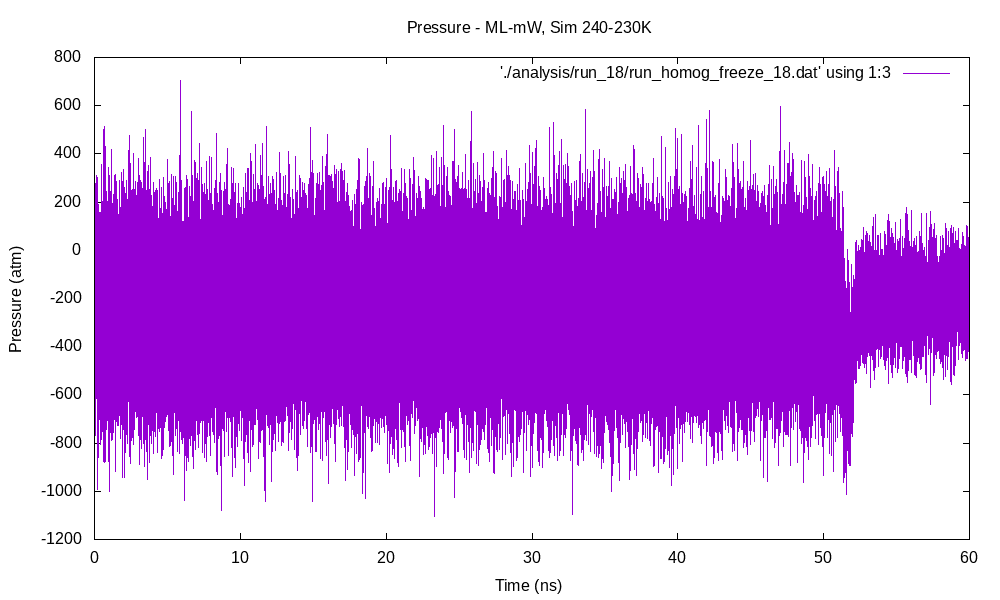 Pressure - ML-mW, Sim 240-230K
'./analysis/run_18/run_homog_freeze_18.dat' using 1:3
800
600
400
200
0
-200
-400
-600
-800
-1000
-1200
Pressure (atm)
0 10 20 30 40 50 60
Time (ns)